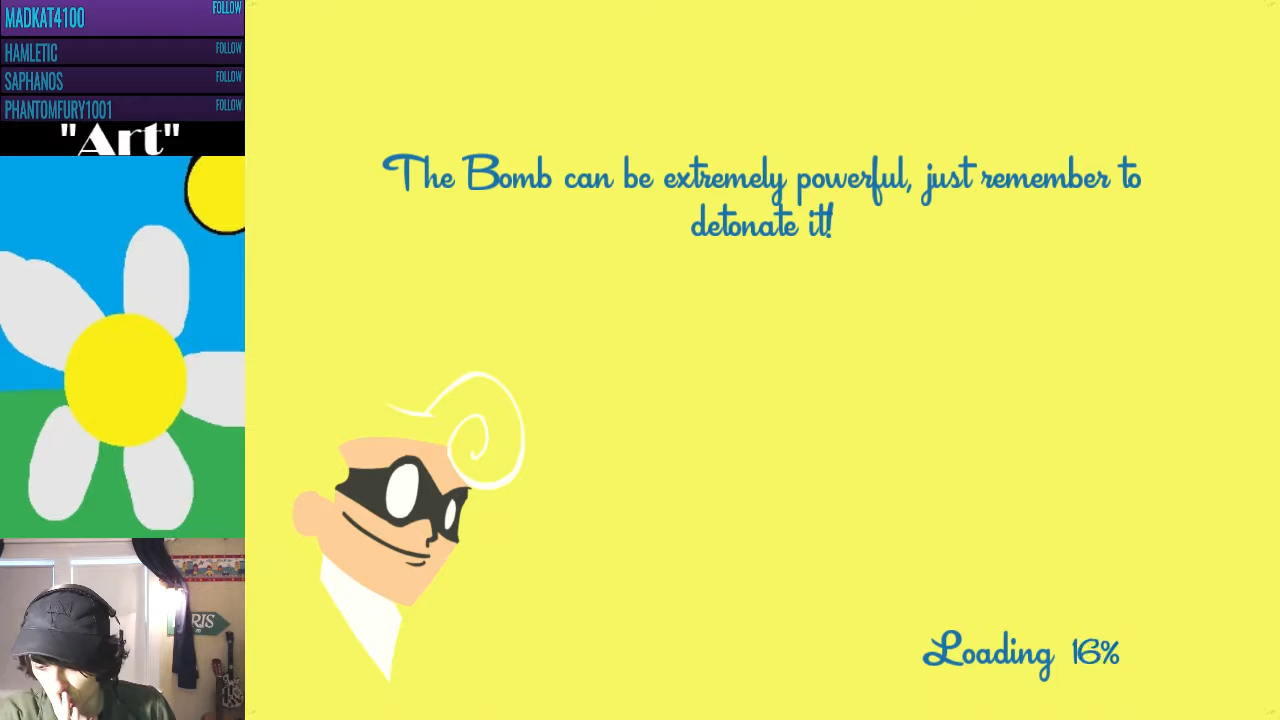 MADKAT4100 FOLLOW
HAMLETIC FOLLOW
SAPHANOS FOLLOW
PHANTOMFURY1001 FOLLOW
"Art"
The Bomb can be extremely powerful, just remember to
detonate it!
RIS
Loading 16%